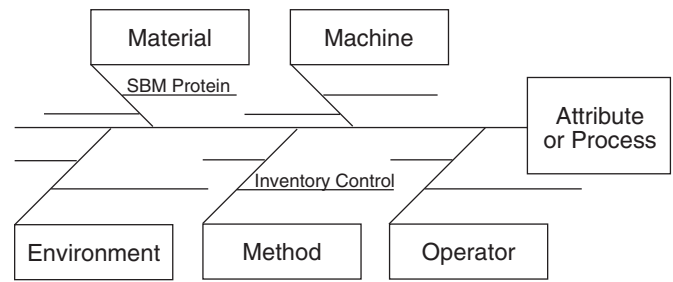 Material
Machine
SBM Protein
Attribute
or Process
Inventory Control
Environment
Method
Operator